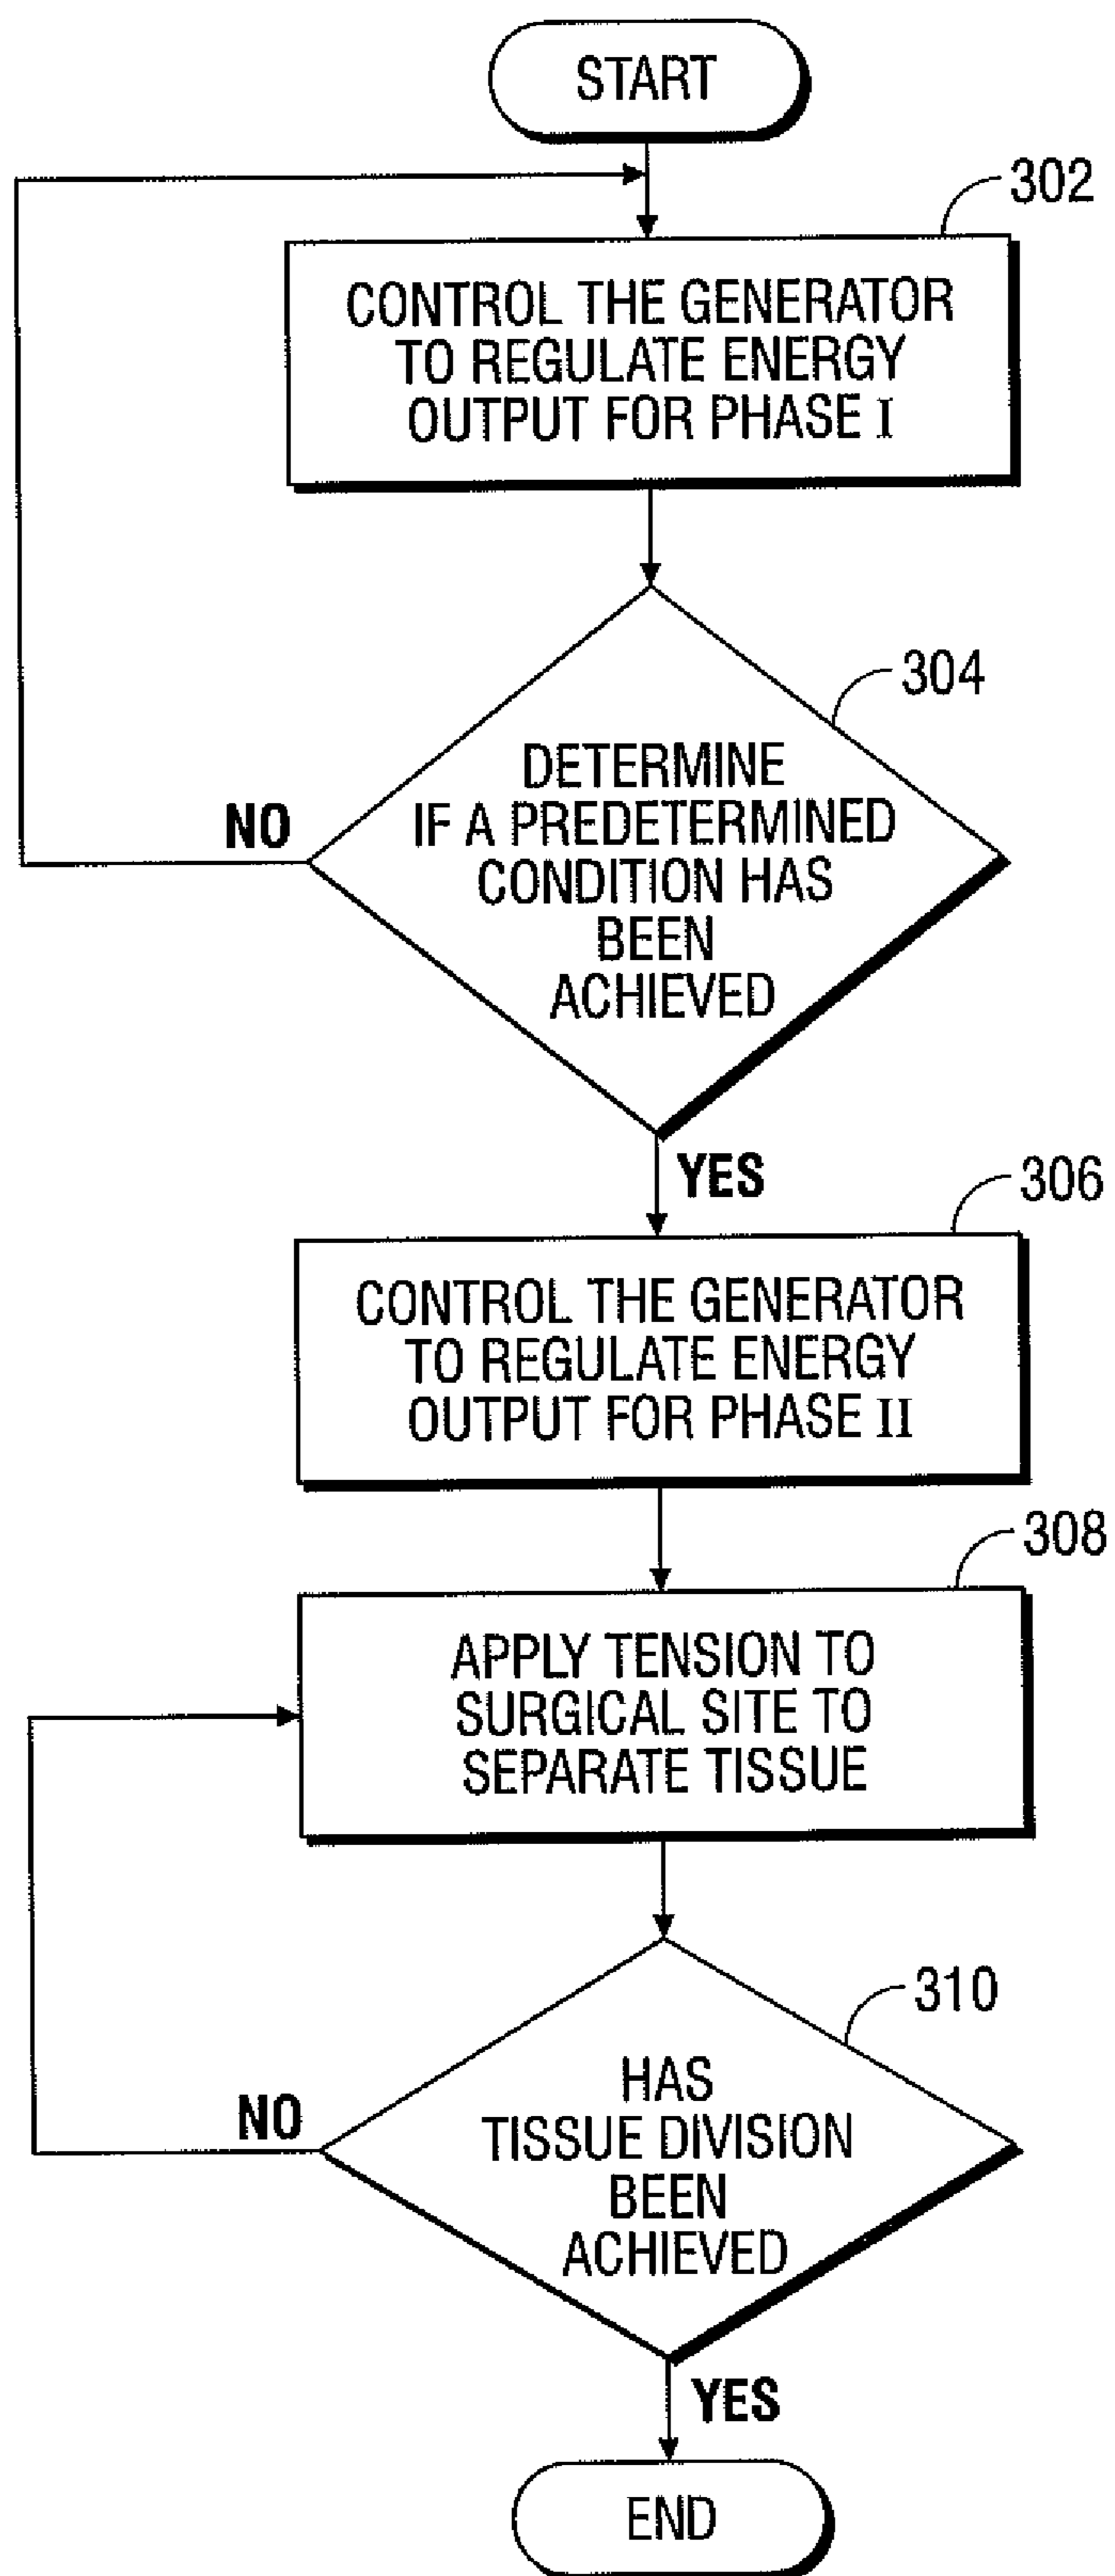 START
302
CONTROL THE GENERATOR
TO REGULATE ENERGY
OUTPUT FOR PHASE I
304
DETERMINE
IF A PREDETERMINED
CONDITION HAS
BEEN
ACHIEVED
NO
YES
306
CONTROL THE GENERATOR
TO REGULATE ENERGY
OUTPUT FOR PHASE II
308
APPLY TENSION TO
SURGICAL SITE TO
SEPARATE TISSUE
310
HAS
TISSUE DIVISION
BEEN
ACHIEVED
NO
YES
END